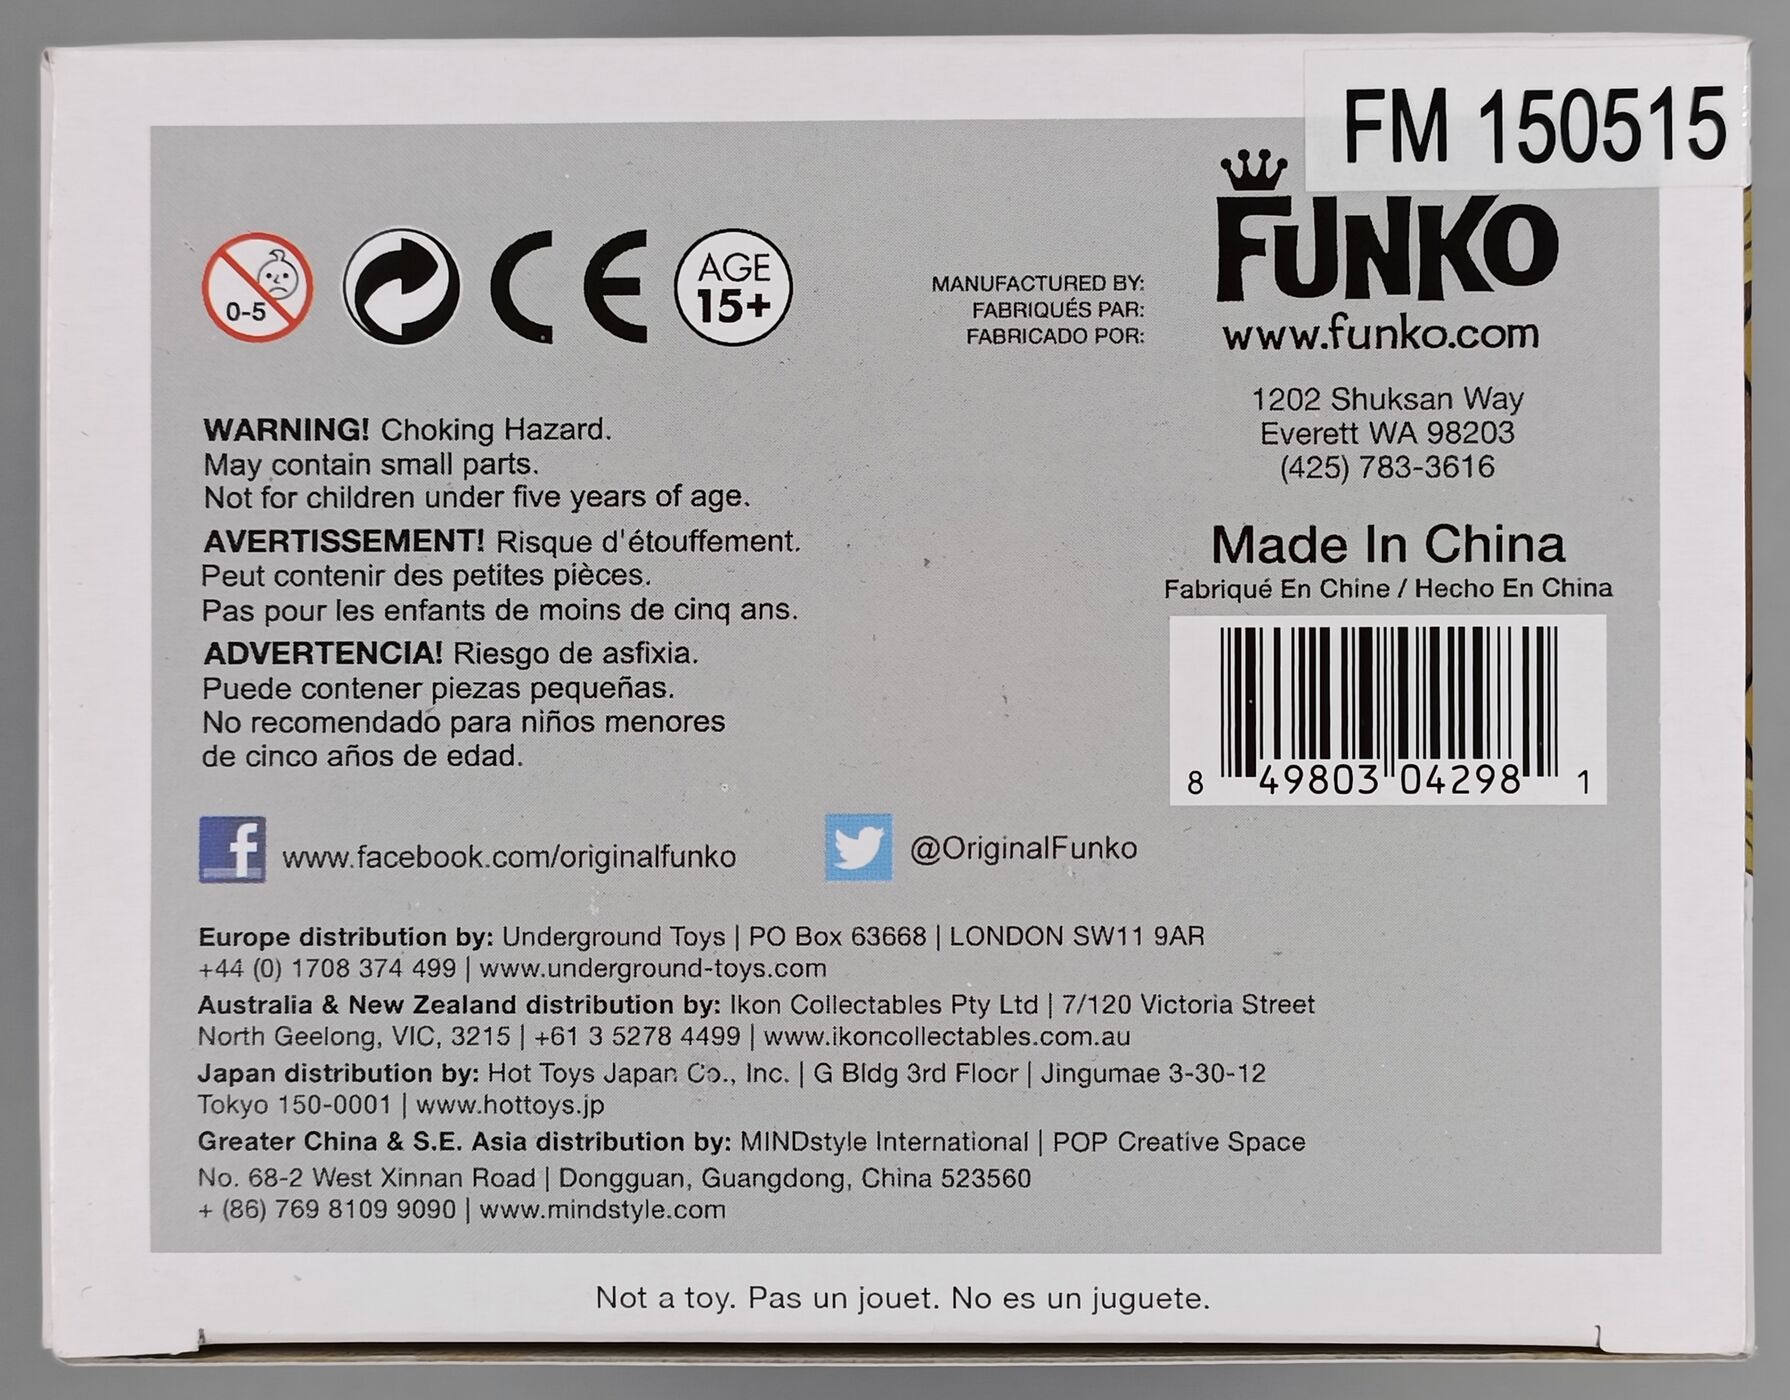 FM 150515
0-5
CE
AGE
15+
MANUFACTURED BY:
FABRIQUÉS PAR:
FABRICADO POR:
FUNKO
www.funko.com
1202 Shuksan Way
Everett WA 98203
(425) 783-3616
WARNING! Choking Hazard.
May contain small parts.
Not for children under five years of age.
AVERTISSEMENT! Risque d'étouffement.
Peut contenir des petites pièces.
Pas pour les enfants de moins de cinq ans.
ADVERTENCIA! Riesgo de asfixia.
Puede contener piezas pequeñas.
No recomendado para niños menores
de cinco años de edad.
Made In China
Fabriqué En Chine / Hecho En China
8 49803 04298 1
f www.facebook.com/originalfunko
@OriginalFunko
Europe distribution by: Underground Toys | PO Box 63668 | LONDON SW11 9AR
+44 (0) 1708 374 499 | www.underground-toys.com
Australia & New Zealand distribution by: Ikon Collectables Pty Ltd | 7/120 Victoria Street
North Geelong, VIC, 3215 | +61 3 5278 4499 | www.ikoncollectables.com.au
Japan distribution by: Hot Toys Japan Co., Inc. | G Bldg 3rd Floor | Jingumae 3-30-12
Tokyo 150-0001 | www.hottoys.jp
Greater China & S.E. Asia distribution by: MINDstyle International | POP Creative Space
No. 68-2 West Xinnan Road | Dongguan, Guangdong, China 523560
+ (86) 769 8109 9090 | www.mindstyle.com
Not a toy. Pas un jouet. No es un juguete.